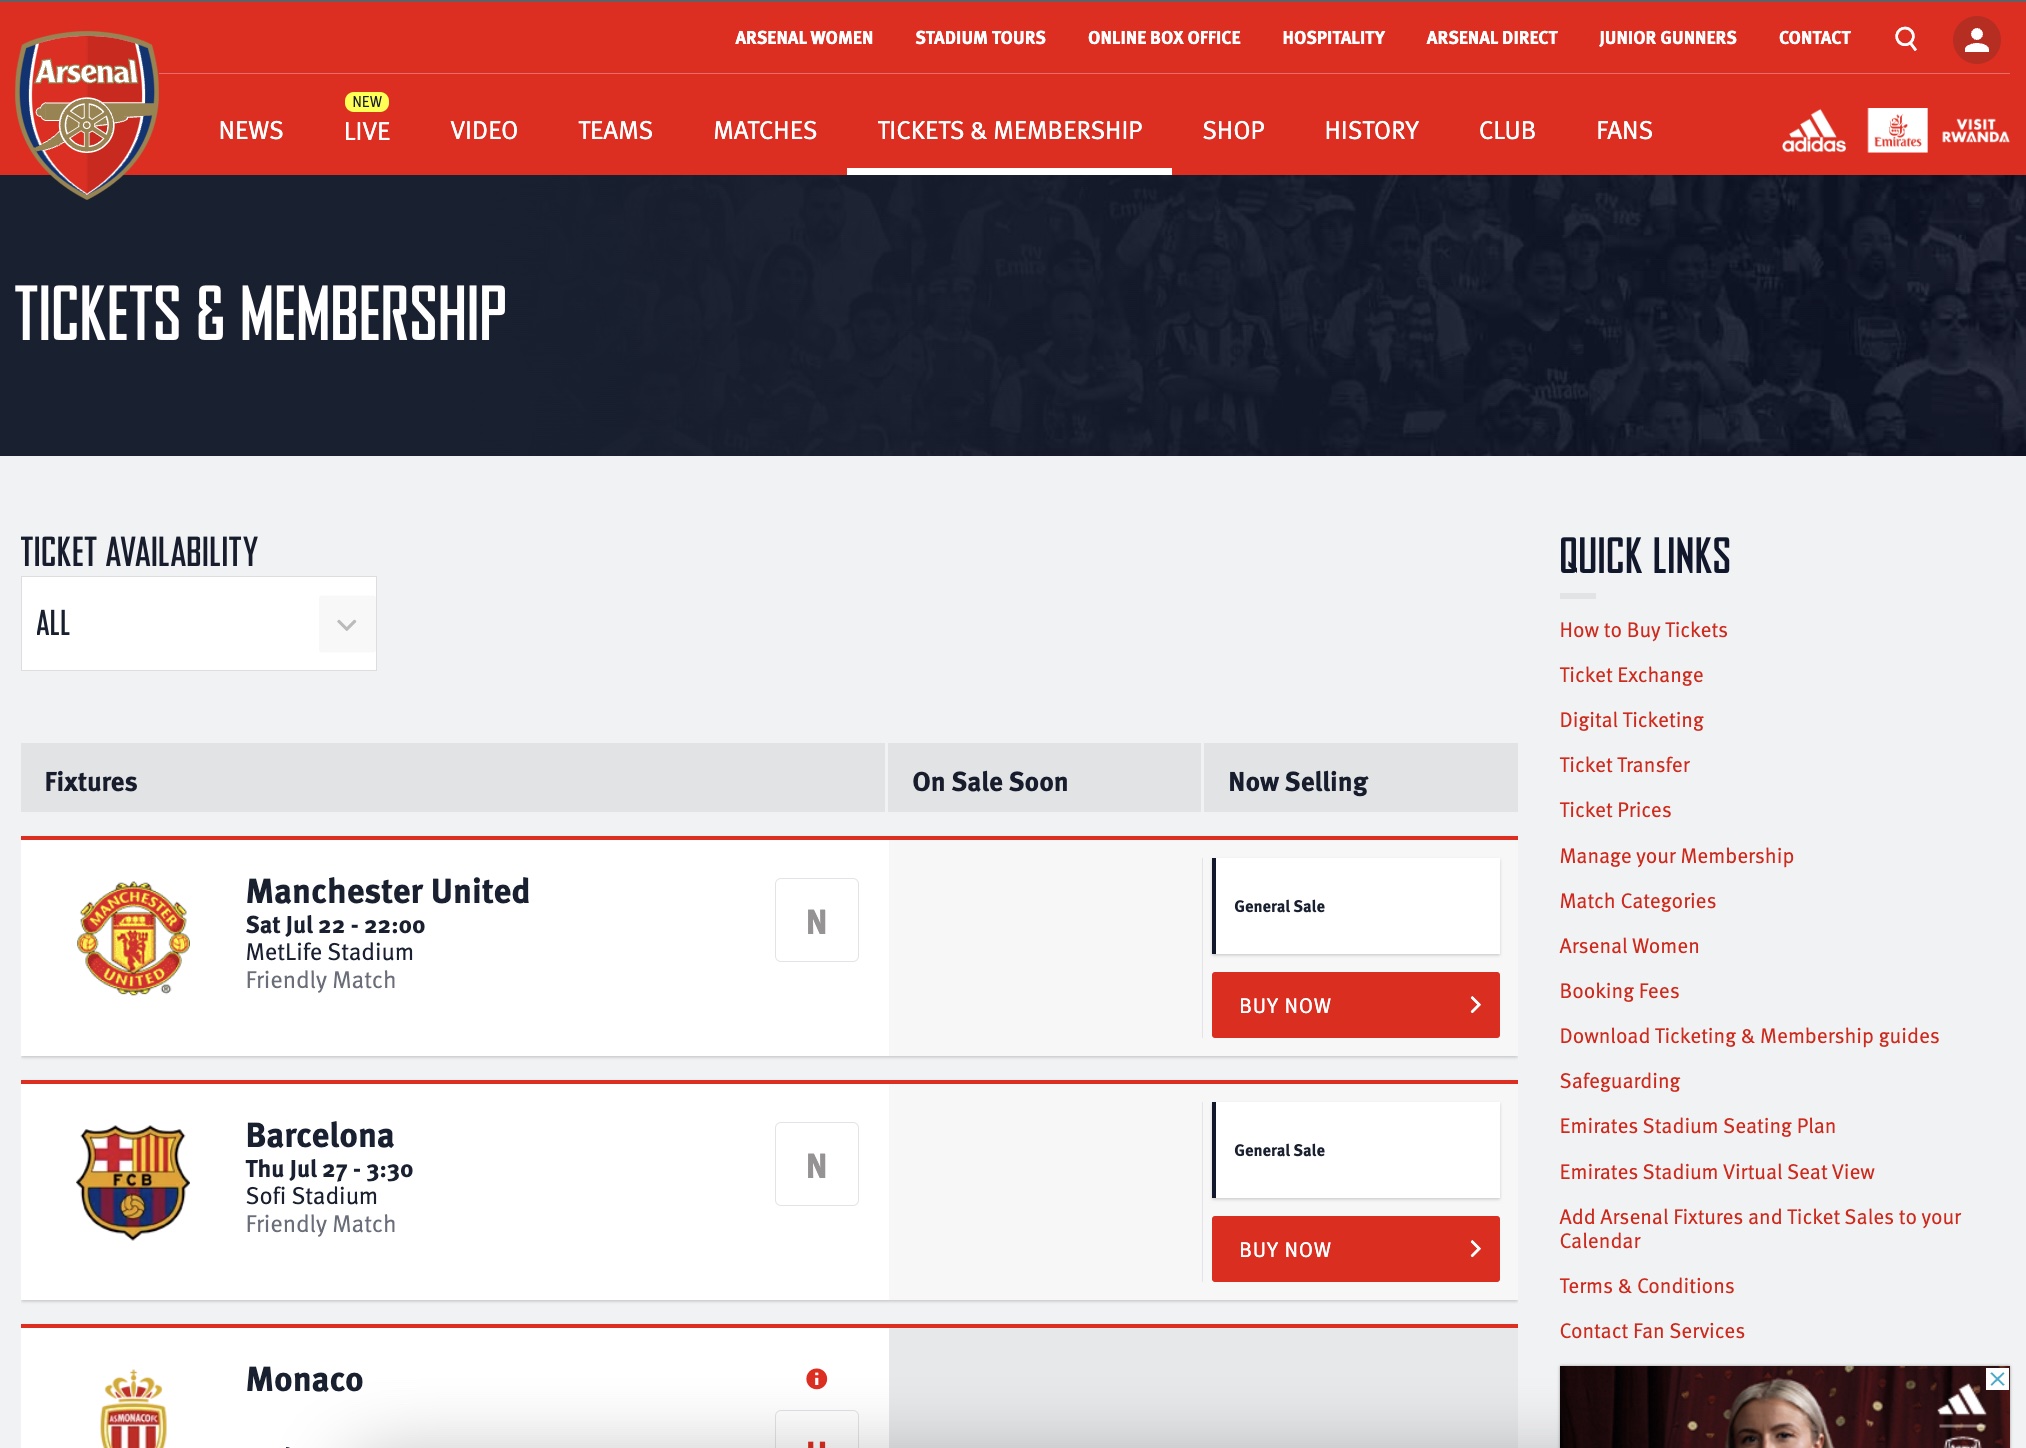 ARSENAL WOMEN
STADIUM TOURS
ONLINE BOX OFFICE
HOSPITALITY
ARSENAL DIRECT
JUNIOR GUNNERS
CONTACT
Arsenal
NEWS
NEW
LIVE
VIDEO
TEAMS
MATCHES
TICKETS & MEMBERSHIP
SHOP
HISTORY
CLUB
FANS
adidas
Emirates
VISIT
RWANDA
TICKETS & MEMBERSHIP
TICKET AVAILABILITY
ALL
Fixtures
On Sale Soon
Now Selling
MANCHESTER
UNITED
Manchester United
Sat Jul 22 - 22:00
MetLife Stadium
Friendly Match
N
General Sale
BUY NOW
FCB
Barcelona
Thu Jul 27 - 3:30
Sofi Stadium
Friendly Match
N
General Sale
BUY NOW
AS MONACO FC
Monaco
QUICK LINKS
How to Buy Tickets
Ticket Exchange
Digital Ticketing
Ticket Transfer
Ticket Prices
Manage your Membership
Match Categories
Arsenal Women
Booking Fees
Download Ticketing & Membership guides
Safeguarding
Emirates Stadium Seating Plan
Emirates Stadium Virtual Seat View
Add Arsenal Fixtures and Ticket Sales to your
Calendar
Terms & Conditions
Contact Fan Services